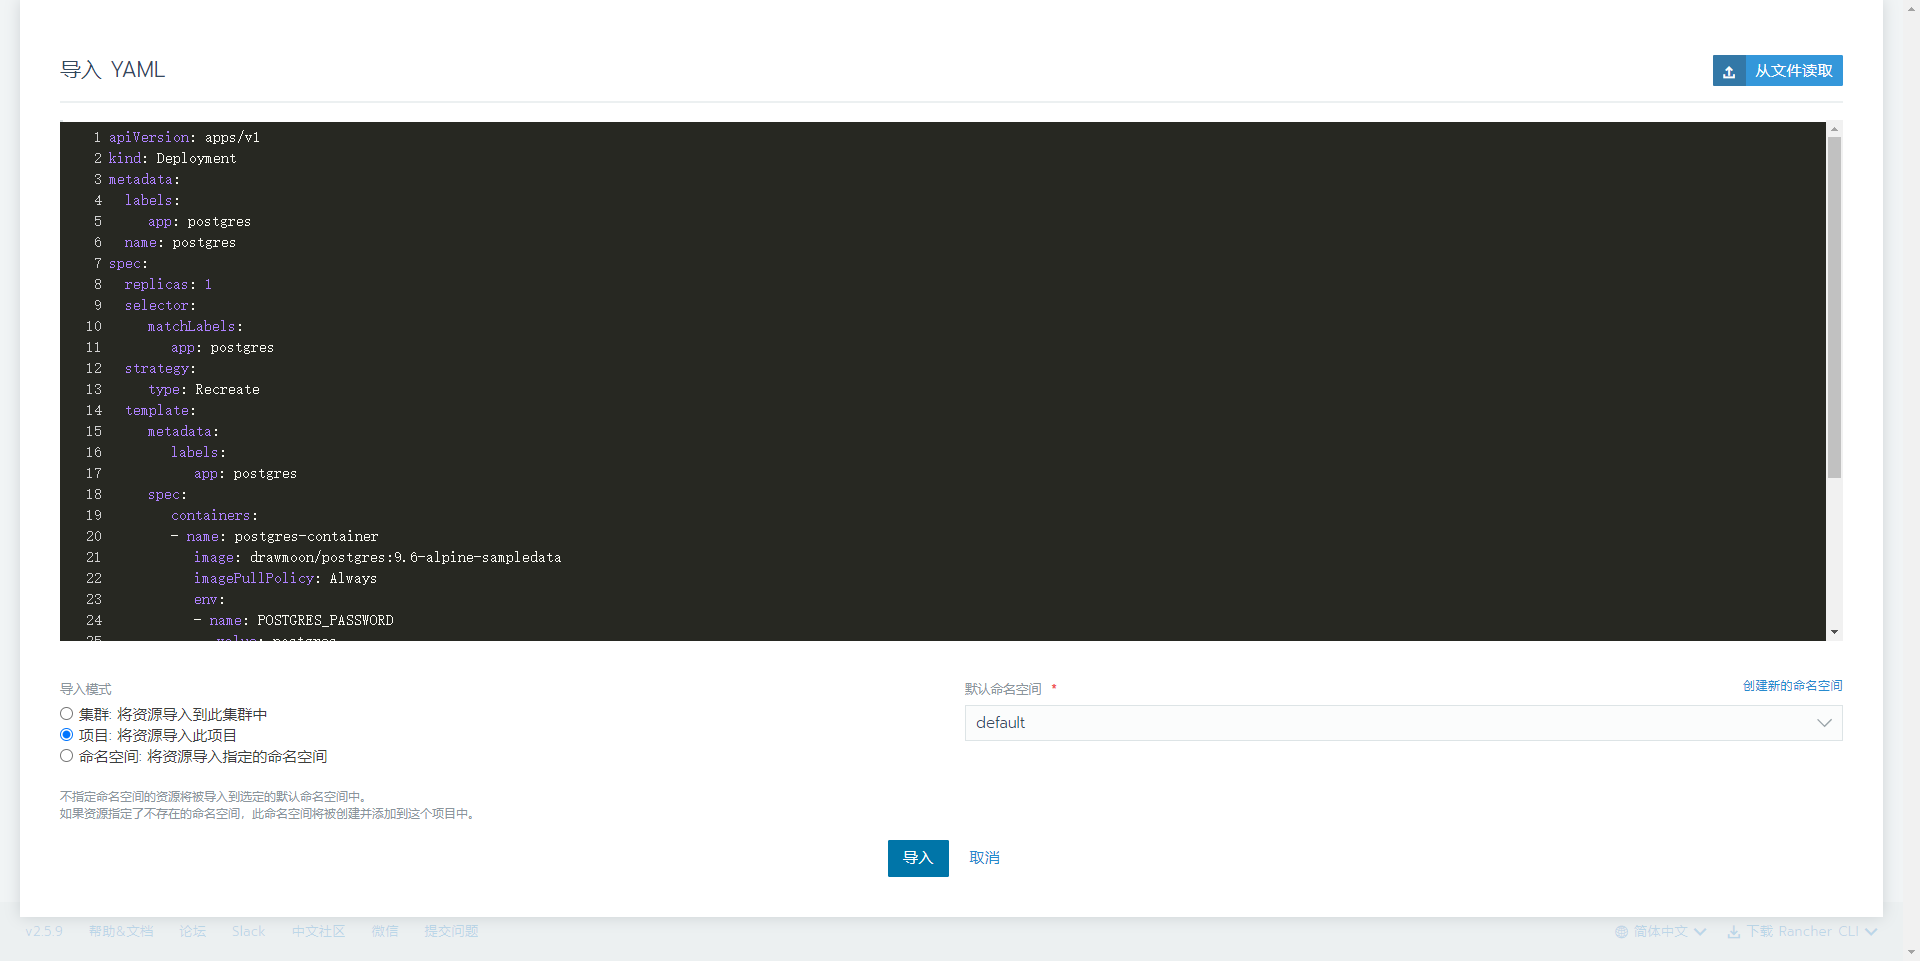 导入 YAML
从文件读取
1 apiVersion: apps/v1
2 kind: Deployment
3 metadata:
4   labels:
5     app: postgres
6   name: postgres
7 spec:
8   replicas: 1
9   selector:
10     matchLabels:
11       app: postgres
12   strategy:
13     type: Recreate
14   template:
15     metadata:
16       labels:
17         app: postgres
18     spec:
19       containers:
20       - name: postgres-container
21         image: drawmoon/postgres:9.6-alpine-sampledata
22         imagePullPolicy: Always
23         env:
24         - name: POSTGRES_PASSWORD
25           value: postgres
导入模式
集群: 将资源导入到此集群中
项目: 将资源导入此项目
命名空间: 将资源导入指定的命名空间
默认命名空间 *
创建新的命名空间
default
不指定命名空间的资源将被导入到选定的默认命名空间中。
如果资源指定了不存在的命名空间，此命名空间将被创建并添加到这个项目中。
导入 取消
v2.5.9 帮助&文档 论坛 Slack 中文社区 微信 提交问题 简体中文 下载 Rancher CLI